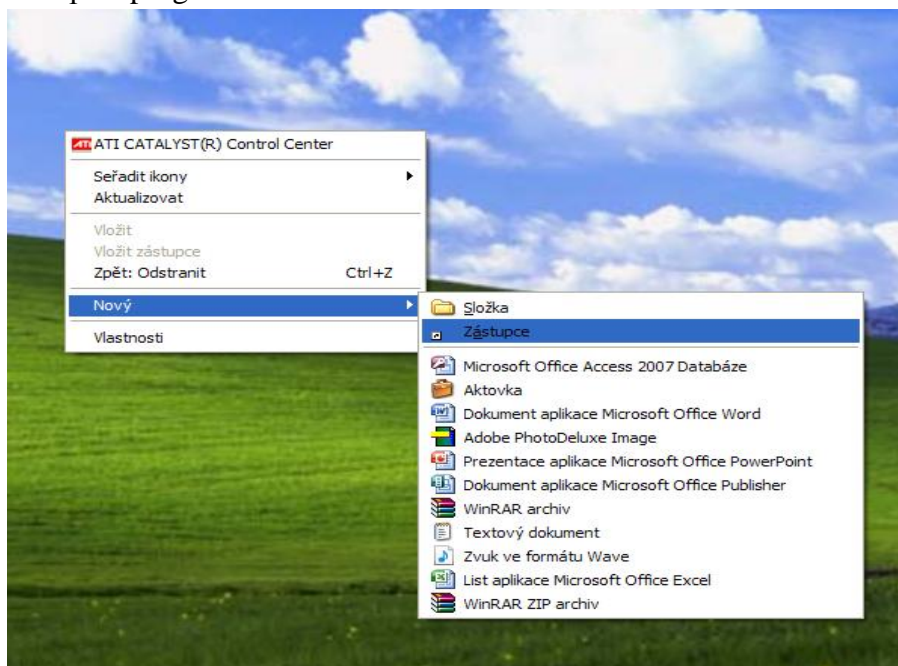 ATI ATI CATALYST(R) Control Center
Seřadit ikony
Aktualizovat
Vložit
Vložit zástupce
Zpět: Odstranit Ctrl+Z
Nový
Vlastnosti
Složka
Zástupce
Microsoft Office Access 2007 Databáze
Aktovka
Dokument aplikace Microsoft Office Word
Adobe PhotoDeluxe Image
Prezentace aplikace Microsoft Office PowerPoint
Dokument aplikace Microsoft Office Publisher
WinRAR archiv
Textový dokument
Zvuk ve formátu Wave
List aplikace Microsoft Office Excel
WinRAR ZIP archiv